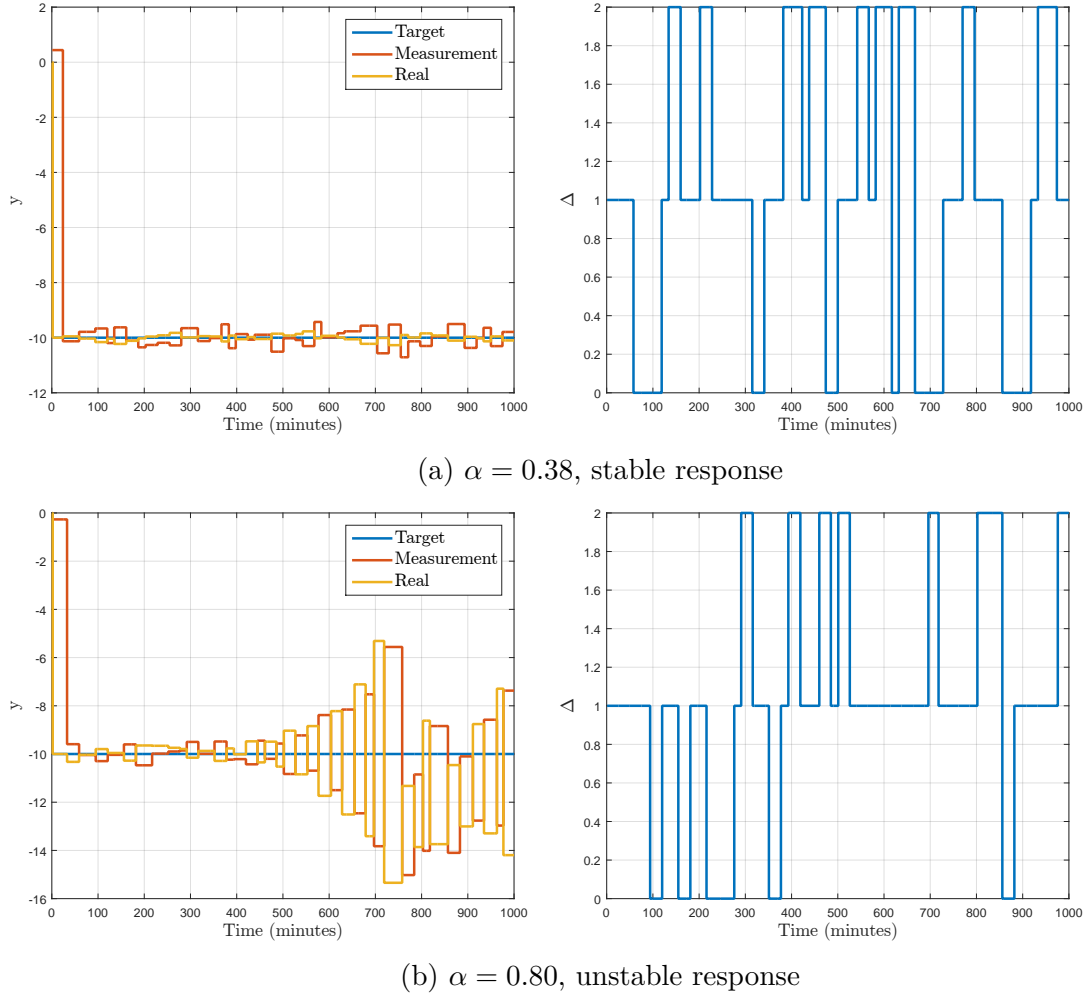 2
0
-2
-4
-6
-8
-10
-12
y
0 100 200 300 400 500 600 700 800 900 1000
Time (minutes)
Target
Measurement
Real
2
1.8
1.6
1.4
1.2
1
0.8
0.6
0.4
0.2
0
Δ
0 100 200 300 400 500 600 700 800 900 1000
Time (minutes)
(a) α = 0.38, stable response
0
-2
-4
-6
-8
-10
-12
-14
-16
y
0 100 200 300 400 500 600 700 800 900 1000
Time (minutes)
Target
Measurement
Real
2
1.8
1.6
1.4
1.2
1
0.8
0.6
0.4
0.2
0
Δ
0 100 200 300 400 500 600 700 800 900 1000
Time (minutes)
(b) α = 0.80, unstable response